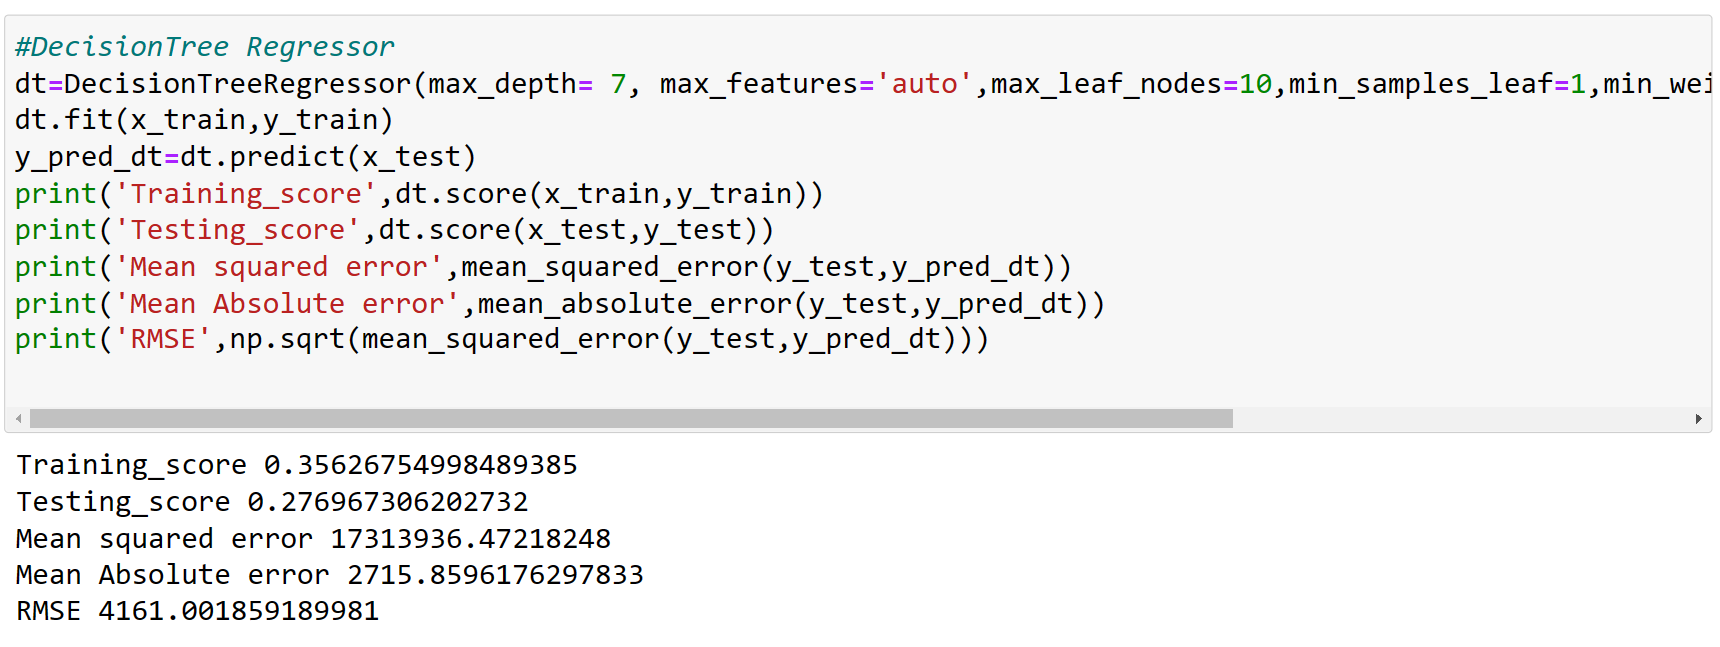 #DecisionTree Regressor
dt=DecisionTreeRegressor(max_depth= 7, max_features='auto',max_leaf_nodes=10,min_samples_leaf=1,min_wei
dt.fit(x_train,y_train)
y_pred_dt=dt.predict(x_test)
print('Training_score',dt.score(x_train,y_train))
print('Testing_score',dt.score(x_test,y_test))
print('Mean squared error',mean_squared_error(y_test,y_pred_dt))
print('Mean Absolute error',mean_absolute_error(y_test,y_pred_dt))
print('RMSE',np.sqrt(mean_squared_error(y_test,y_pred_dt)))
Training_score 0.35626754998489385
Testing_score 0.276967306202732
Mean squared error 17313936.47218248
Mean Absolute error 2715.8596176297833
RMSE 4161.001859189981